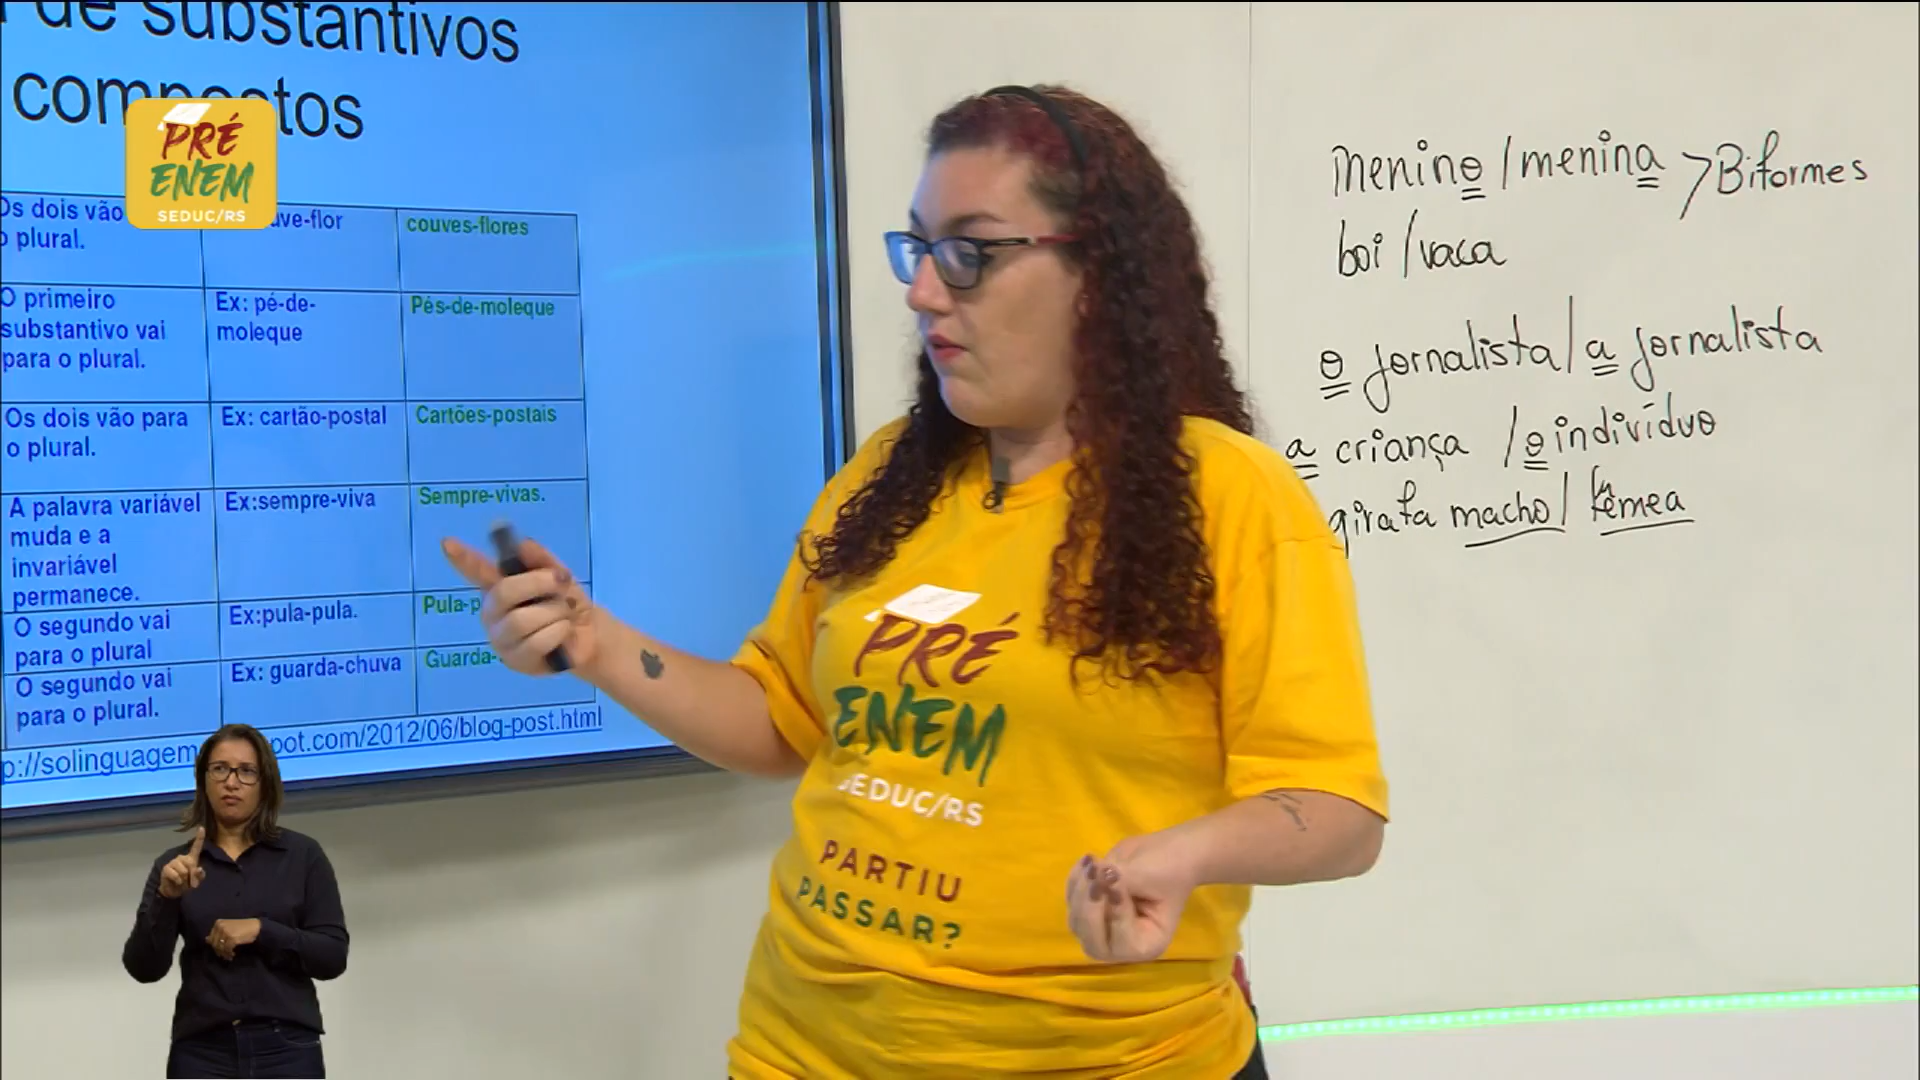 de substantivos
compostos
PRÉ
ENEM
SEDUC/RS
Os dois vão
o plural.
couves-flores
O primeiro
substantivo vai
para o plural.
Ex: pé-de-
moleque
Pés-de-moleque
Os dois vão para
o plural.
Ex: cartão-postal
Cartões-postais
A palavra variável
muda e a
invariável
permanece.
Ex:sempre-viva
Sempre-vivas.
O segundo vai
para o plural
Ex:pula-pula.
O segundo vai
para o plural.
Ex: guarda-chuva
Guarda-
p://solinguagem
pot.com/2012/06/blog-post.html
menino / menina > Biformes
boi / vaca
o jornalista / a jornalista
a criança / o indivíduo
girafa macho / fêmea
PRÉ
ENEM
SEDUC/RS
PARTIU
PASSAR?